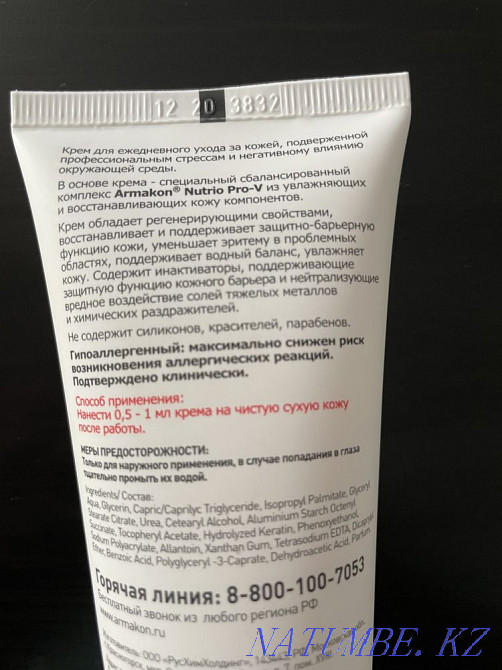 12 20 3832
Крем для ежедневного ухода за кожей, подверженной
профессиональным стрессам и негативному влиянию
окружающей среды.
В основе крема - специальный сбалансированный
комплекс Armakon® Nutrio Pro-V из увлажняющих
и восстанавливающих кожу компонентов.
Крем обладает регенерирующими свойствами,
восстанавливает и поддерживает защитно-барьерную
функцию кожи, уменьшает эритему в проблемных
областях, поддерживает водный баланс, увлажняет
кожу. Содержит инактиваторы, поддерживающие
защитную функцию кожного барьера и нейтрализующие
вредное воздействие солей тяжелых металлов
и химических раздражителей.
Не содержит силиконов, красителей, парабенов.
Гипоаллергенный: максимально снижен риск
возникновения аллергических реакций.
Подтверждено клинически.
Способ применения:
Нанести 0,5 - 1 мл крема на чистую сухую кожу
после работы.
МЕРЫ ПРЕДОСТОРОЖНОСТИ:
Только для наружного применения, в случае попадания в глаза
тщательно промыть их водой.
Ingredients/ Состав:
Aqua, Glycerin, Capric/Caprilyc Triglyceride, Isopropyl Palmitate, Glyceryl
Stearate Citrate, Urea, Cetearyl Alcohol, Aluminium Starch Octenyl
Succinate, Tocopheryl Acetate, Hydrolyzed Keratin, Phenoxyethanol,
Sodium Polyacrylate, Allantoin, Xanthan Gum, Tetrasodium EDTA, Dicaprylyl
Ether, Benzoic Acid, Polyglyceryl -3-Caprate, Dehydroacetic Acid, Parfum
Горячая линия: 8-800-100-7053
Бесплатный звонок из любого региона РФ
www.armakon.ru
Изготовитель: ООО «РусХимХолдинг»,
NATUMBE.KZ